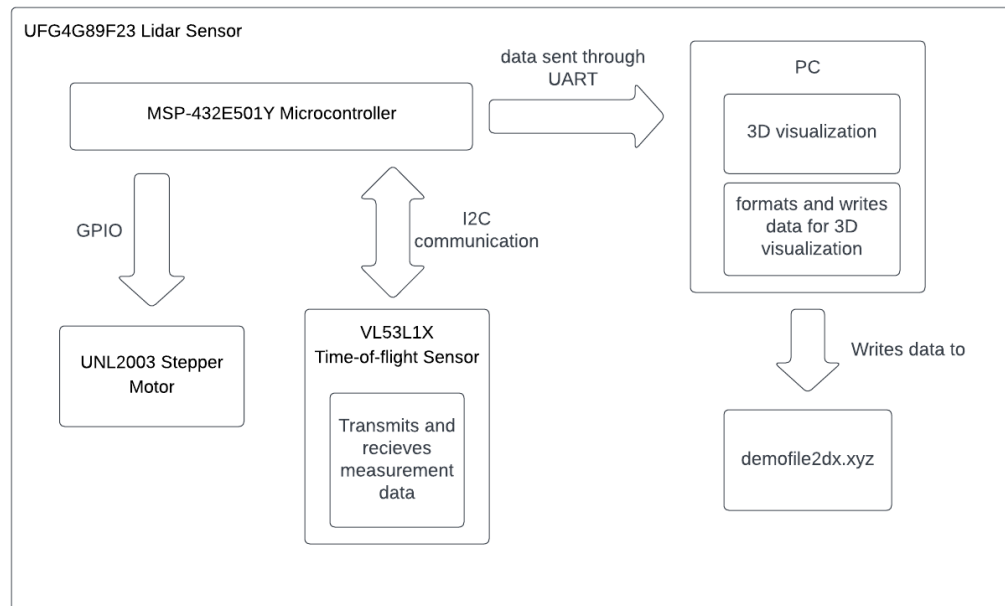 UFG4G89F23 Lidar Sensor
MSP-432E501Y Microcontroller
data sent through
UART
PC
3D visualization
formats and writes
data for 3D
visualization
GPIO
I2C
communication
UNL2003 Stepper
Motor
VL53L1X
Time-of-flight Sensor
Transmits and
recieves
measurement
data
Writes data to
demofile2dx.xyz